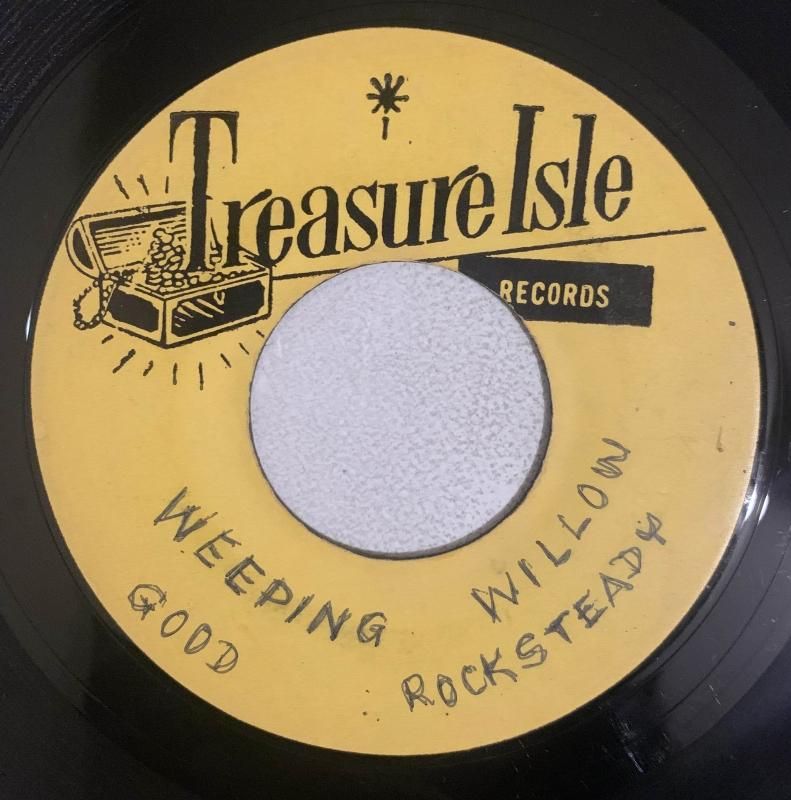 Treasure Isle
RECORDS
WEEPING WILLOW
GOOD ROCKSTEADY